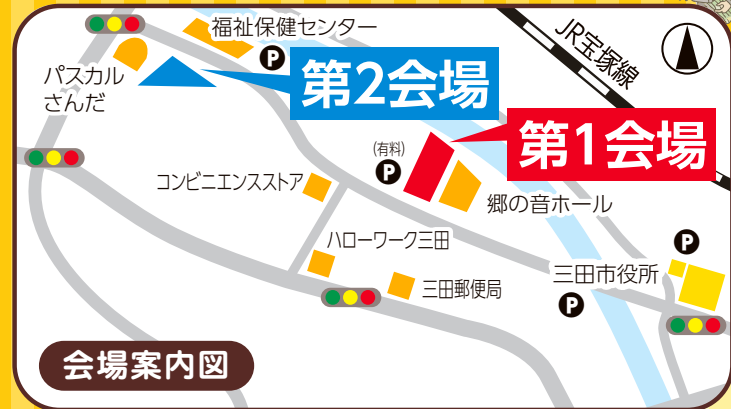 福祉保健センター
P
JR宝塚線
パスカル
さんだ
第2会場
第1会場
(有料)
P
コンビニエンスストア
郷の音ホール
ハローワーク三田
P
三田市役所
三田郵便局
P
会場案内図